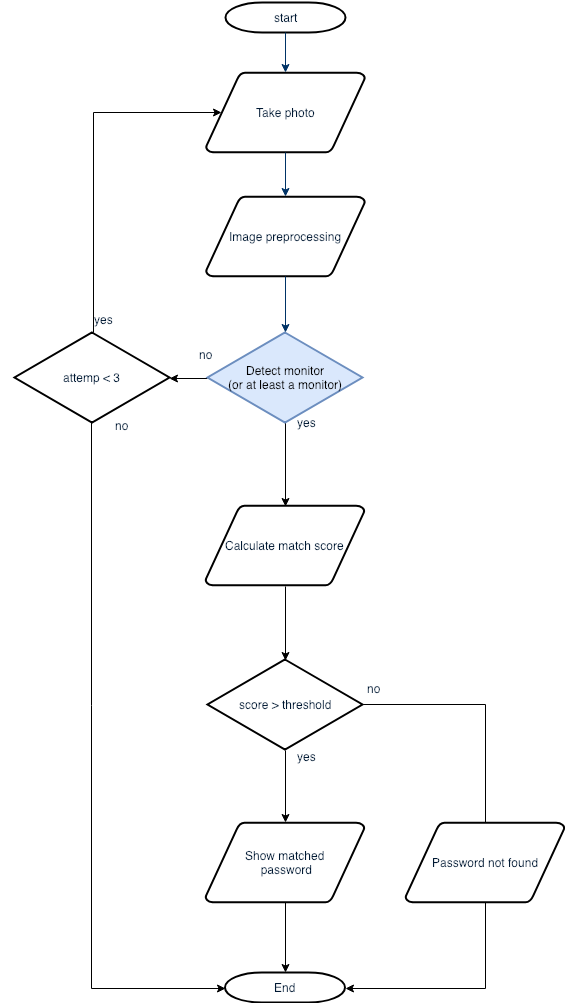 start
Take photo
Image preprocessing
yes
no
Detect monitor
(or at least a monitor)
attemp < 3
no
yes
Calculate match score
no
score > threshold
yes
Show matched
password
Password not found
End